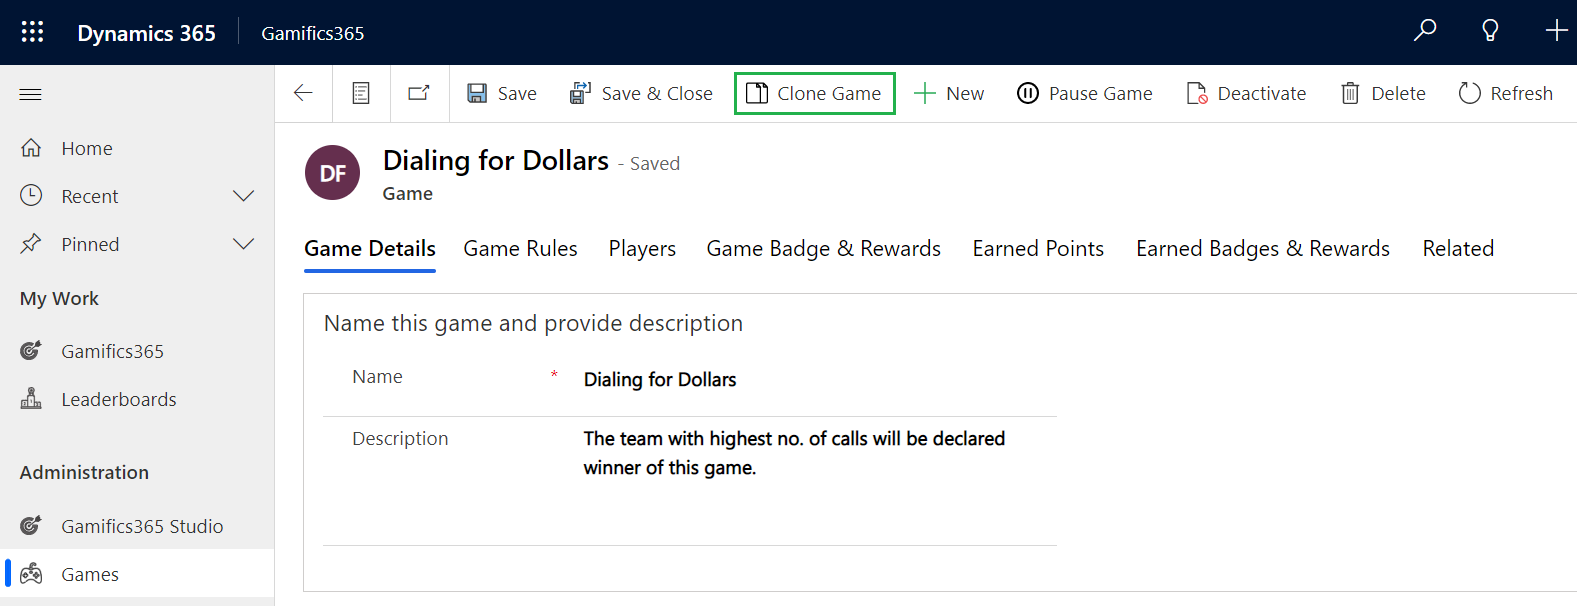 Dynamics 365 Gamifics365
Save Save & Close Clone Game New Pause Game Deactivate Delete Refresh
Home
Recent
Pinned
My Work
Gamifics365
Leaderboards
Administration
Gamifics365 Studio
Games
DF
Dialing for Dollars - Saved
Game
Game Details Game Rules Players Game Badge & Rewards Earned Points Earned Badges & Rewards Related
Name this game and provide description
Name * Dialing for Dollars
Description The team with highest no. of calls will be declared
winner of this game.